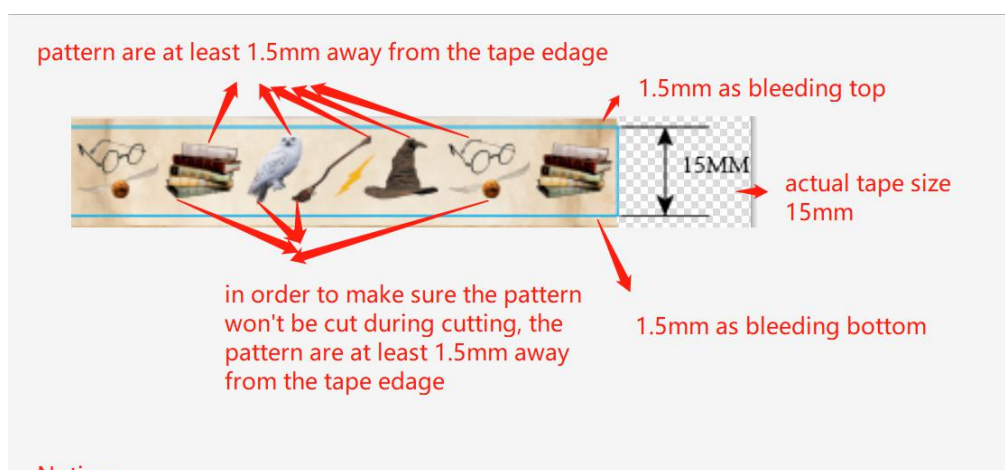 pattern are at least 1.5mm away from the tape edage
1.5mm as bleeding top
15MM
actual tape size
15mm
in order to make sure the pattern
won't be cut during cutting, the
pattern are at least 1.5mm away
from the tape edage
1.5mm as bleeding bottom